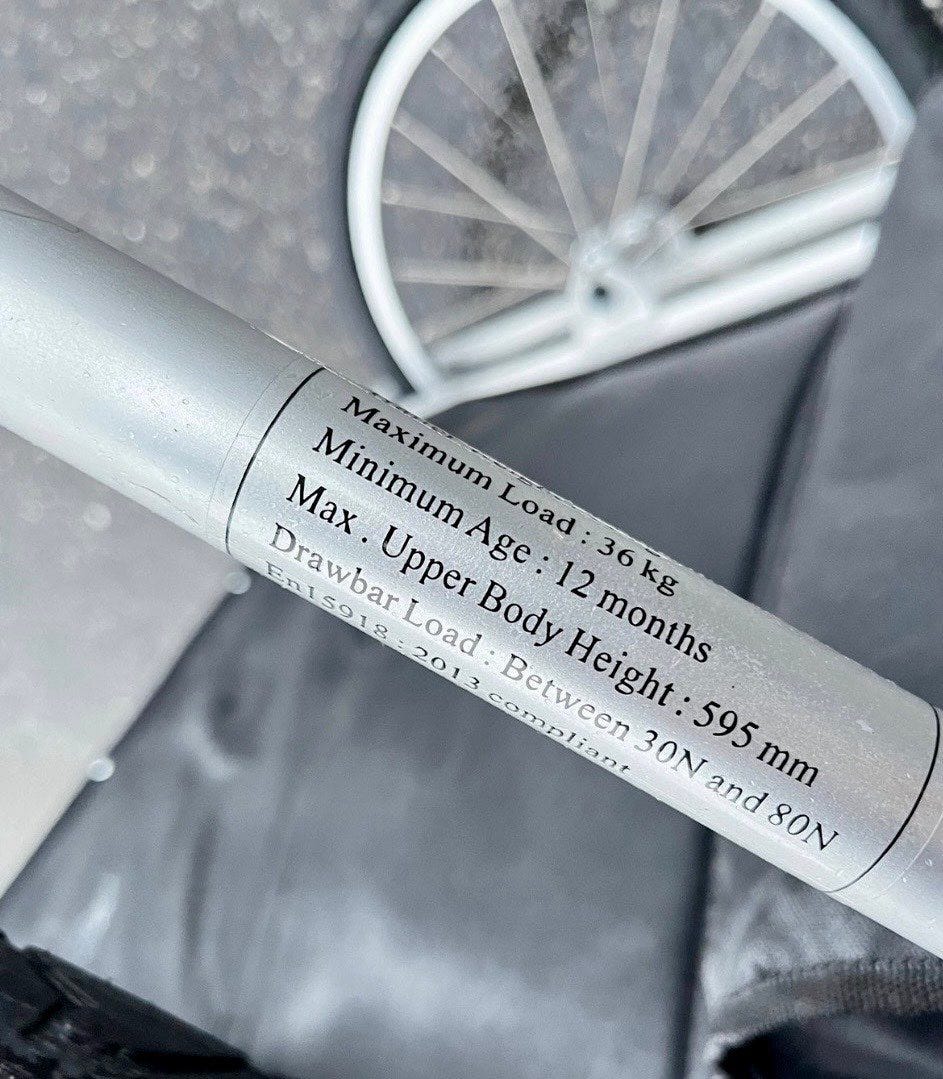 Maximum Load : 36 kg
Minimum Age : 12 months
Max . Upper Body Height : 595 mm
Drawbar Load : Between 30N and 80N
En15918 : 2013 compliant